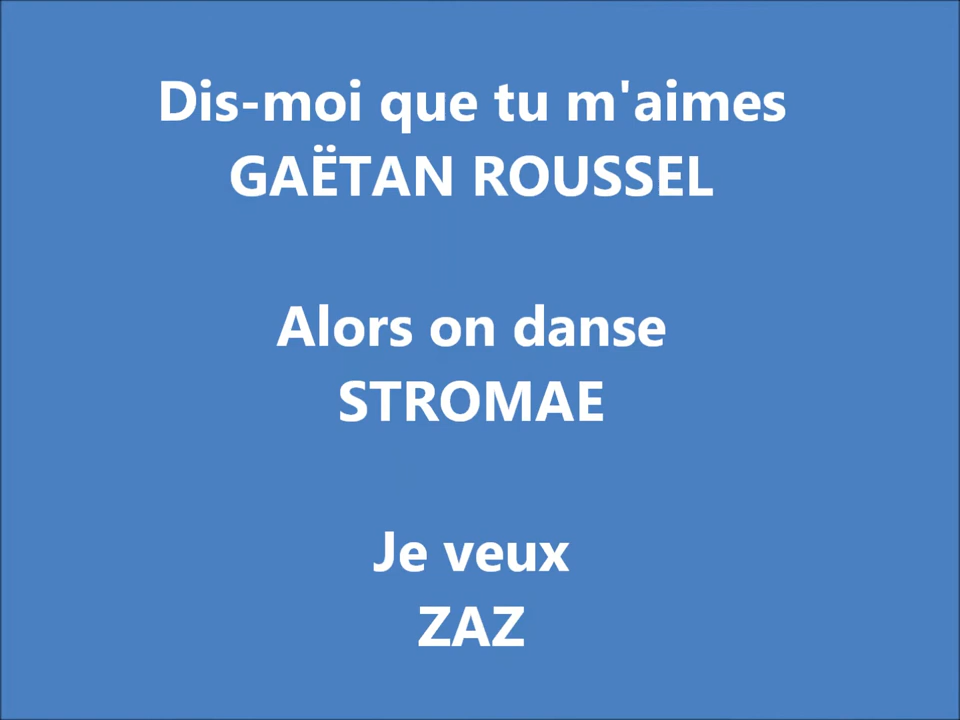 Dis-moi que tu m'aimes
GAËTAN ROUSSEL
Alors on danse
STROMAE
Je veux
ZAZ